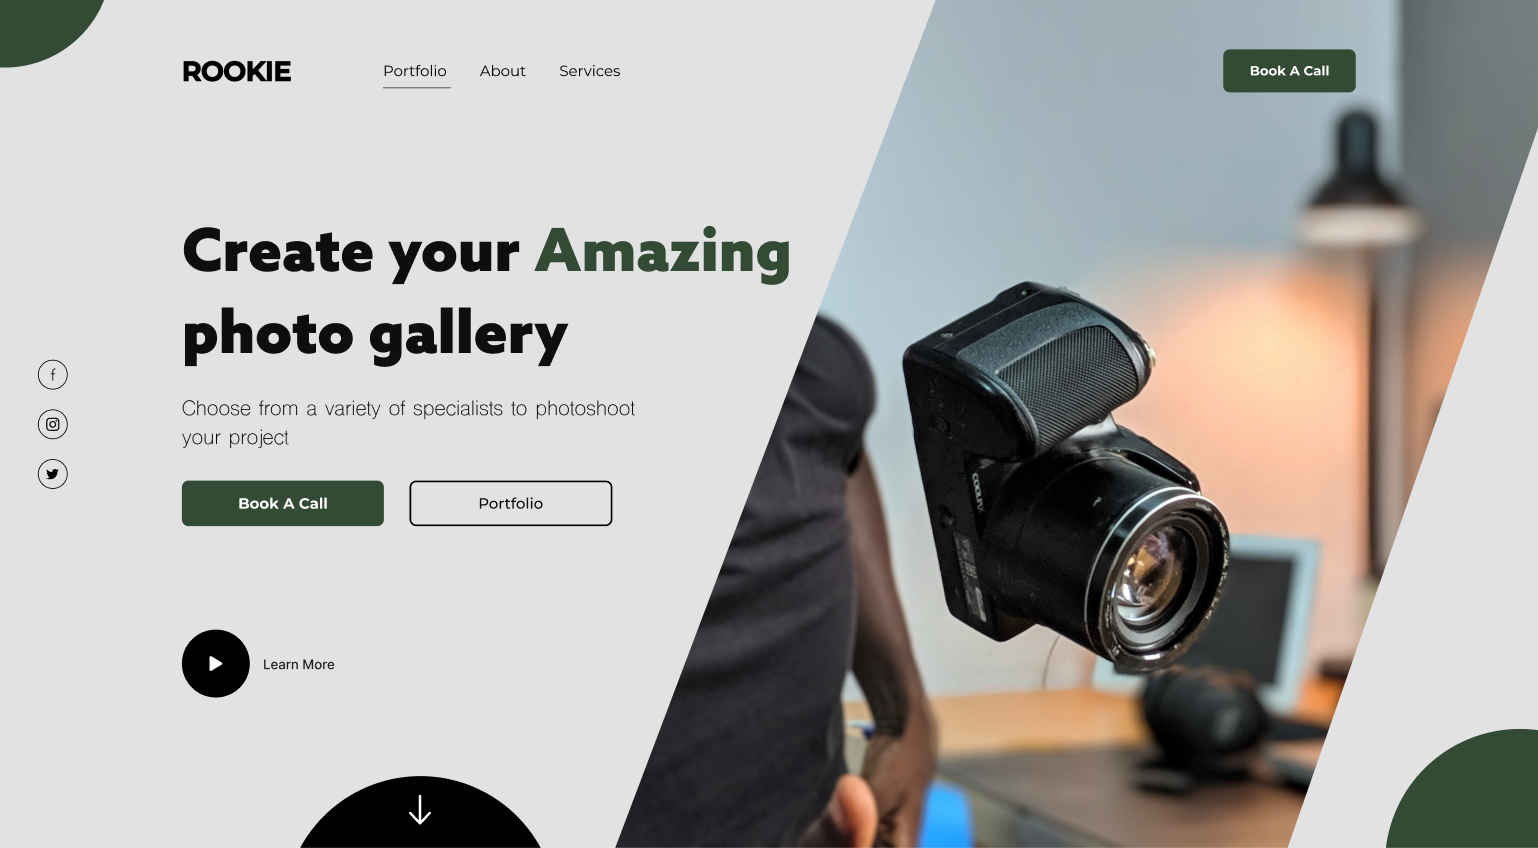 ROOKIE
Portfolio
About
Services
Book A Call
Create your Amazing
photo gallery
Choose from a variety of specialists to photoshoot
your project
Book A Call
Portfolio
Learn More
COOLPIX